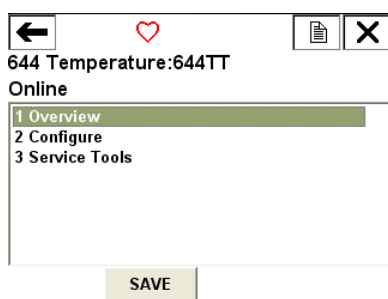 644 Temperature:644TT
Online
1 Overview
2 Configure
3 Service Tools
SAVE